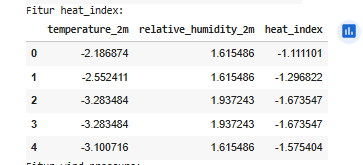 Fitur heat_index:
temperature_2m relative_humidity_2m heat_index
0 -2.186874 1.615486 -1.111101
1 -2.552411 1.615486 -1.296822
2 -3.283484 1.937243 -1.673547
3 -3.283484 1.937243 -1.673547
4 -3.100716 1.615486 -1.575404